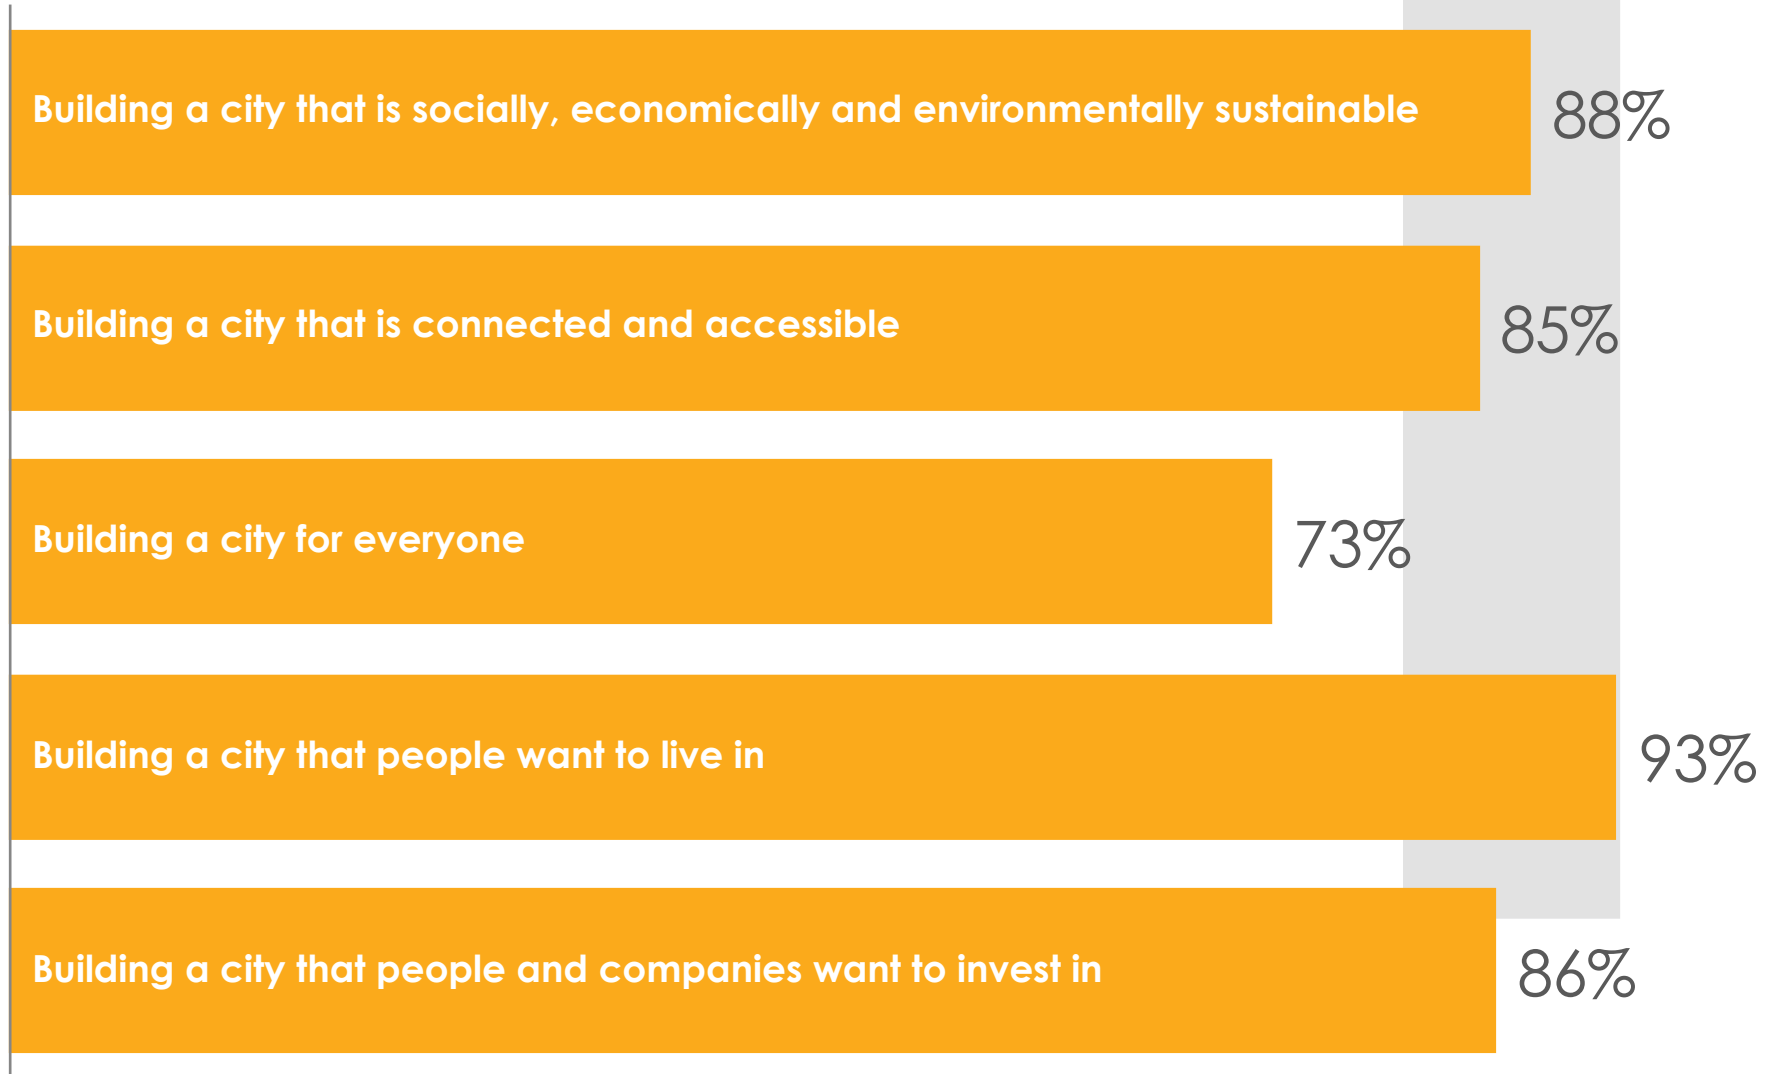 Building a city that is socially, economically and environmentally sustainable 88%
Building a city that is connected and accessible 85%
Building a city for everyone 73%
Building a city that people want to live in 93%
Building a city that people and companies want to invest in 86%